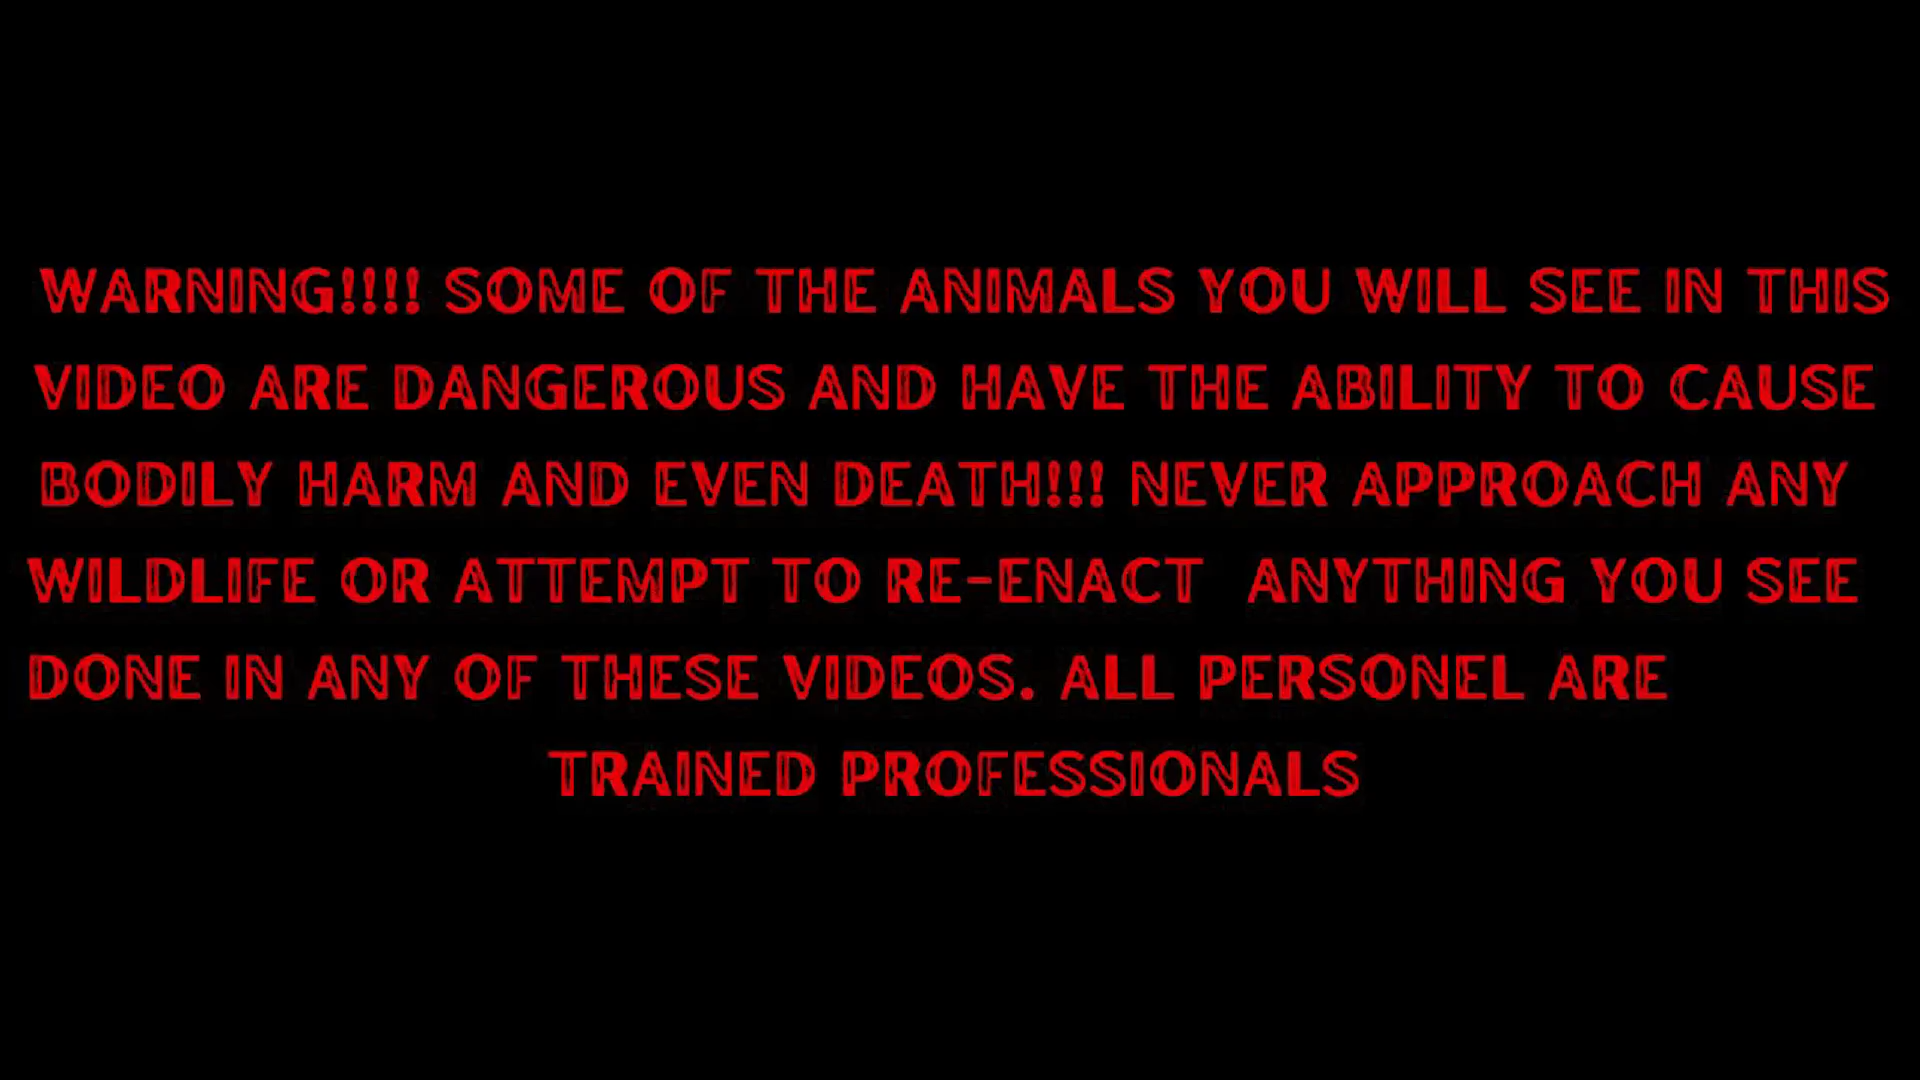 WARNING!!!! SOME OF THE ANIMALS YOU WILL SEE IN THIS
VIDEO ARE DANGEROUS AND HAVE THE ABILITY TO CAUSE
BODILY HARM AND EVEN DEATH!!! NEVER APPROACH ANY
WILDLIFE OR ATTEMPT TO RE-ENACT  ANYTHING YOU SEE
DONE IN ANY OF THESE VIDEOS. ALL PERSONEL ARE
TRAINED PROFESSIONALS